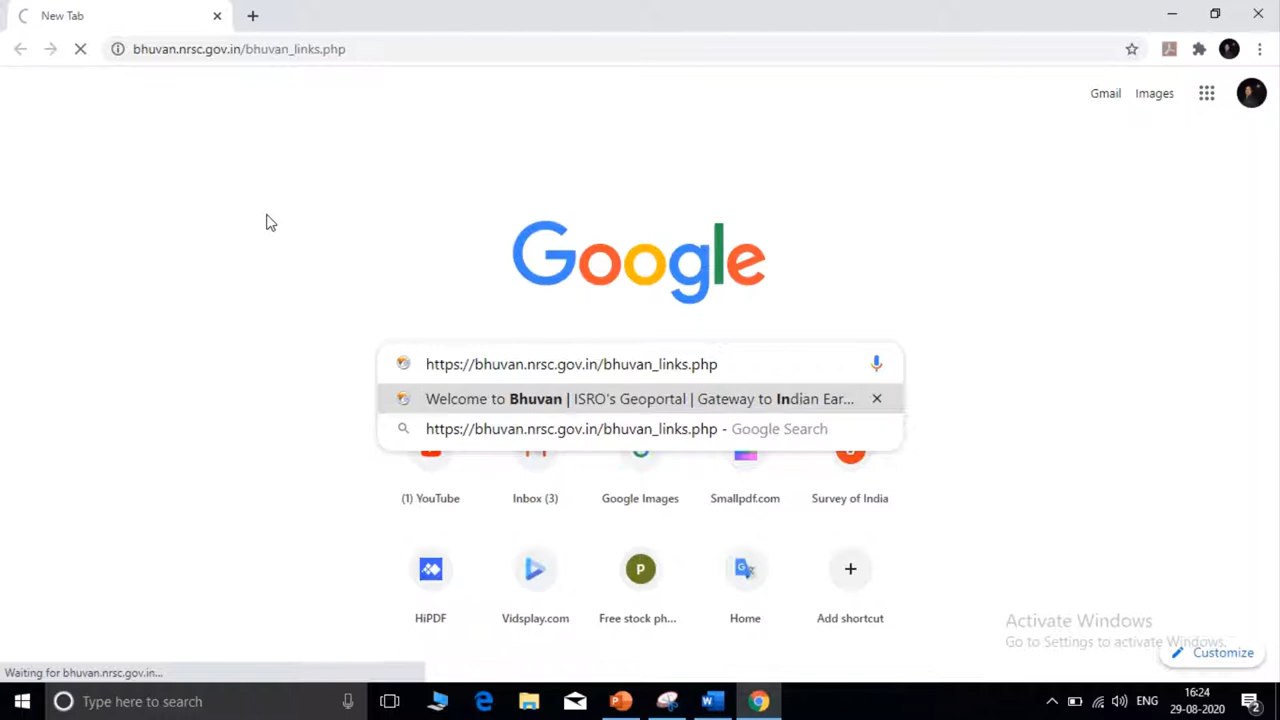 New Tab
bhuvan.nrsc.gov.in/bhuvan_links.php
Gmail Images
Google
https://bhuvan.nrsc.gov.in/bhuvan_links.php
Welcome to Bhuvan | ISRO's Geoportal | Gateway to Indian Ear...
https://bhuvan.nrsc.gov.in/bhuvan_links.php - Google Search
(1) YouTube Inbox (3) Google Images Smallpdf.com Survey of India
P
HiPDF Vidsplay.com Free stock ph... Home Add shortcut
Activate Windows
Go to Settings to activate Windows.
Customize
Waiting for bhuvan.nrsc.gov.in...
Type here to search
ENG
16:24
29-08-2020
2